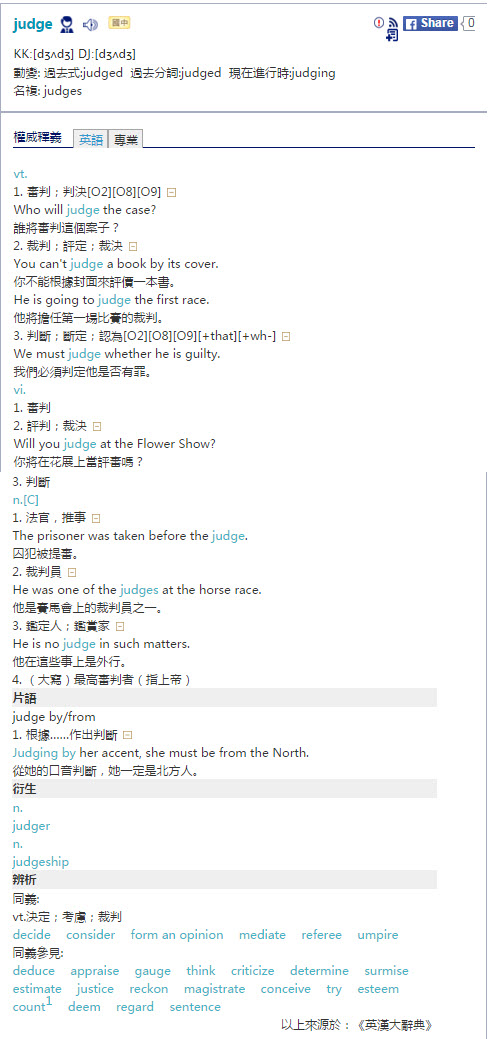 judge 國中 Share 0
KK:[dʒʌdʒ] DJ:[dʒʌdʒ]
動變: 過去式:judged 過去分詞:judged 現在進行時:judging
名複: judges
權威釋義 英語 專業
vt.
1. 審判；判決[O2][O8][O9]
Who will judge the case?
誰將審判這個案子？
2. 裁判；評定；裁決
You can't judge a book by its cover.
你不能根據封面來評價一本書。
He is going to judge the first race.
他將擔任第一場比賽的裁判。
3. 判斷；斷定；認為[O2][O8][O9][+that][+wh-]
We must judge whether he is guilty.
我們必須判定他是否有罪。
vi.
1. 審判
2. 評判；裁決
Will you judge at the Flower Show?
你將在花展上當評審嗎？
3. 判斷
n.[C]
1. 法官，推事
The prisoner was taken before the judge.
囚犯被提審。
2. 裁判員
He was one of the judges at the horse race.
他是賽馬會上的裁判員之一。
3. 鑑定人；鑑賞家
He is no judge in such matters.
他在這些事上是外行。
4. （大寫）最高審判者（指上帝）
片語
judge by/from
1. 根據……作出判斷
Judging by her accent, she must be from the North.
從她的口音判斷，她一定是北方人。
衍生
n.
judger
n.
judgeship
辨析
同義:
vt.決定；考慮；裁判
decide consider form an opinion mediate referee umpire
同義參見:
deduce appraise gauge think criticize determine surmise
estimate justice reckon magistrate conceive try esteem
count1 deem regard sentence
以上來源於：《英漢大辭典》